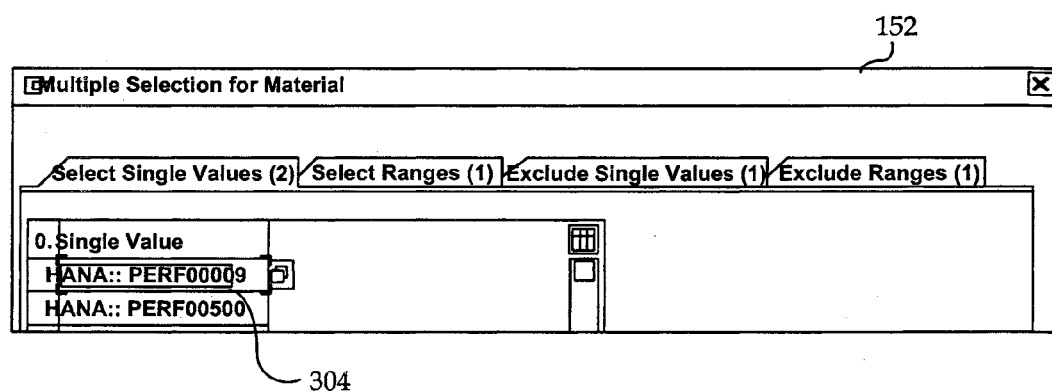 152
Multiple Selection for Material
Select Single Values (2) Select Ranges (1) Exclude Single Values (1) Exclude Ranges (1)
0. Single Value
HANA:: PERF00009
HANA:: PERF00500
304